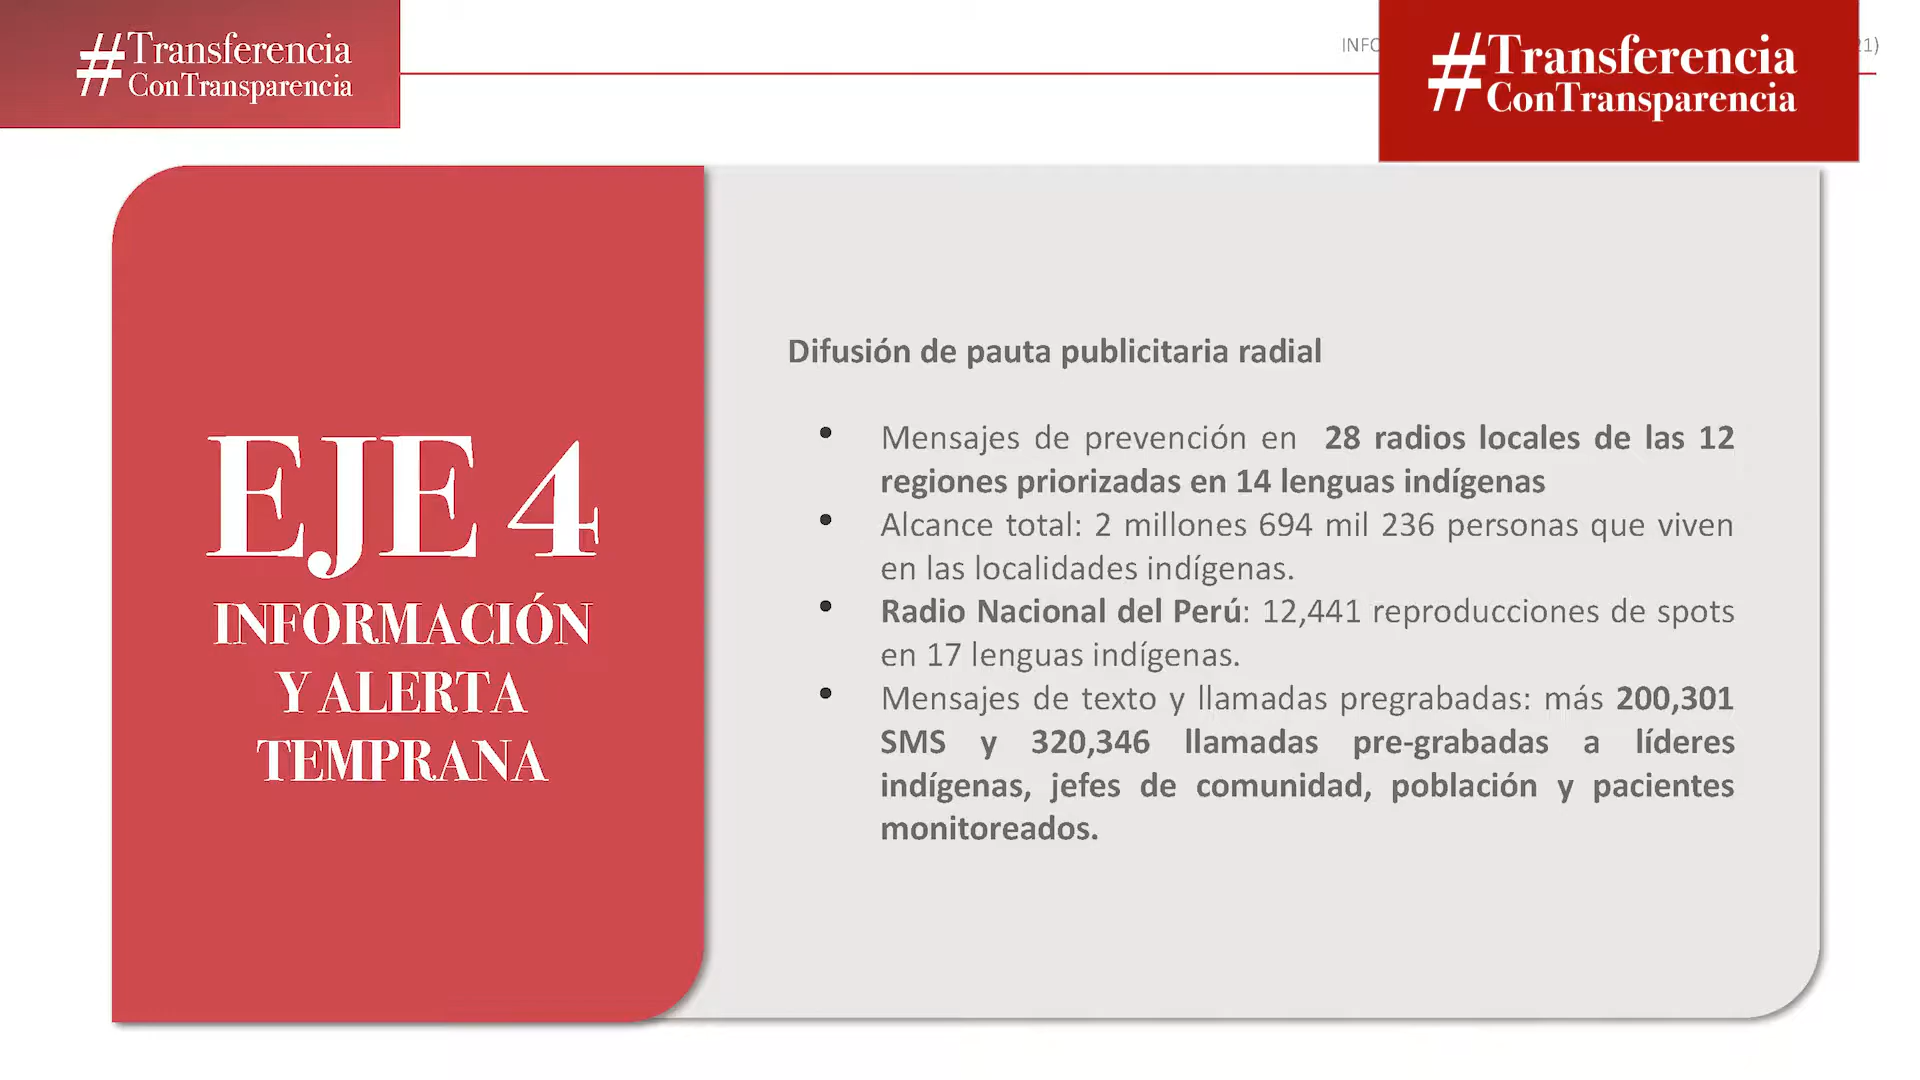 #Transferencia
ConTransparencia
#Transferencia
ConTransparencia
21)
EJE 4
INFORMACIÓN
Y ALERTA
TEMPRANA
Difusión de pauta publicitaria radial
• Mensajes de prevención en 28 radios locales de las 12
regiones priorizadas en 14 lenguas indígenas
• Alcance total: 2 millones 694 mil 236 personas que viven
en las localidades indígenas.
• Radio Nacional del Perú: 12,441 reproducciones de spots
en 17 lenguas indígenas.
• Mensajes de texto y llamadas pregrabadas: más 200,301
SMS y 320,346 llamadas pre-grabadas a líderes
indígenas, jefes de comunidad, población y pacientes
monitoreados.